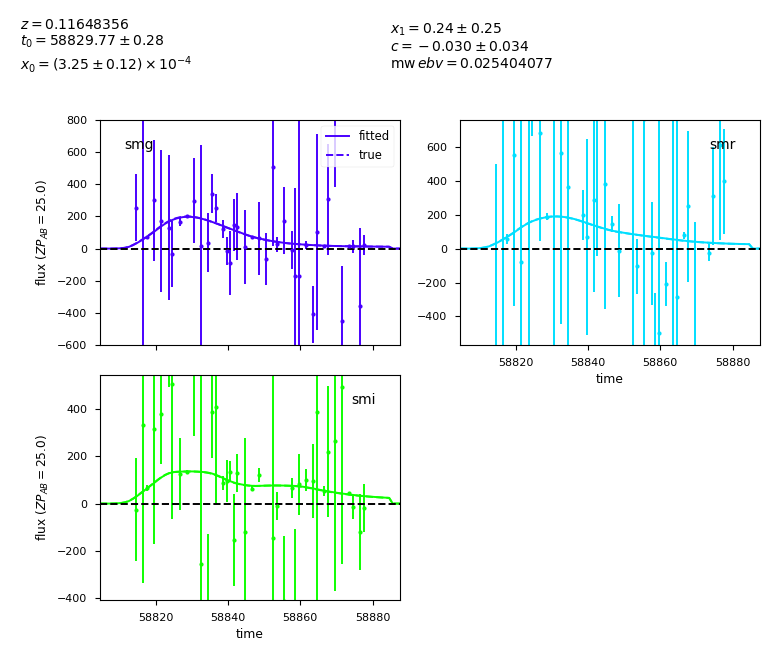 z = 0.11648356
t₀ = 58829.77 ± 0.28
x₀ = (3.25 ± 0.12) × 10⁻⁴
x₁ = 0.24 ± 0.25
c = −0.030 ± 0.034
mw ebv = 0.025404077
800
600
400
200
0
−200
−400
−600
flux (ZP_AB = 25.0)
smg
fitted
true
600
400
200
0
−200
−400
smr
58820 58840 58860 58880
time
400
200
0
−200
−400
flux (ZP_AB = 25.0)
smi
58820 58840 58860 58880
time